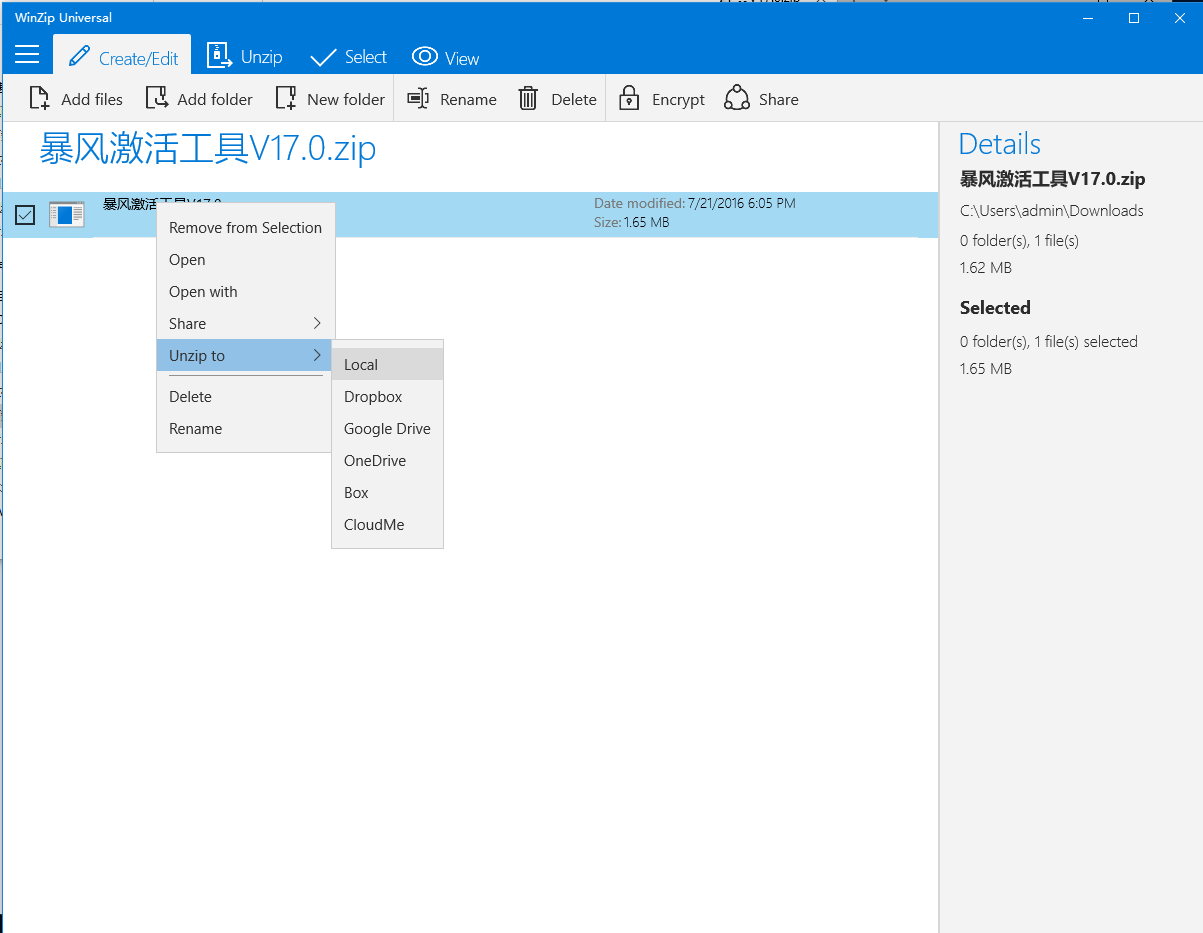 WinZip Universal
Create/Edit
Unzip
Select
View
Add files
Add folder
New folder
Rename
Delete
Encrypt
Share
暴风激活工具V17.0.zip
暴风激活工具V17.0
Date modified: 7/21/2016 6:05 PM
Size: 1.65 MB
Remove from Selection
Open
Open with
Share
Unzip to
Delete
Rename
Local
Dropbox
Google Drive
OneDrive
Box
CloudMe
Details
暴风激活工具V17.0.zip
C:\Users\admin\Downloads
0 folder(s), 1 file(s)
1.62 MB
Selected
0 folder(s), 1 file(s) selected
1.65 MB